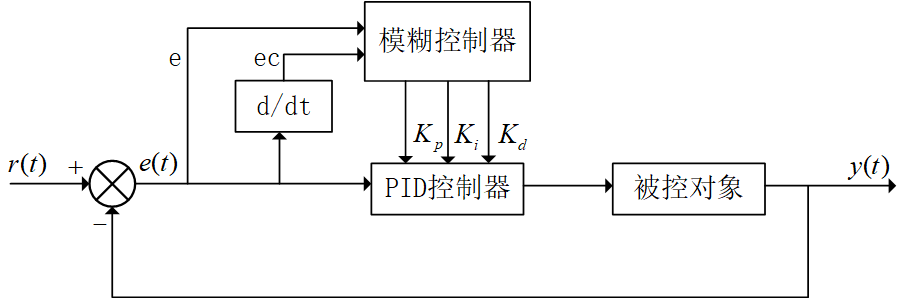 模糊控制器
e
ec
d/dt
K_p
K_i
K_d
r(t)
+
e(t)
PID控制器
被控对象
y(t)
−